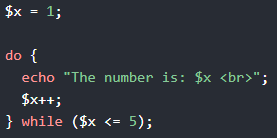 $x = 1;
do {
  echo "The number is: $x <br>";
  $x++;
} while ($x <= 5);